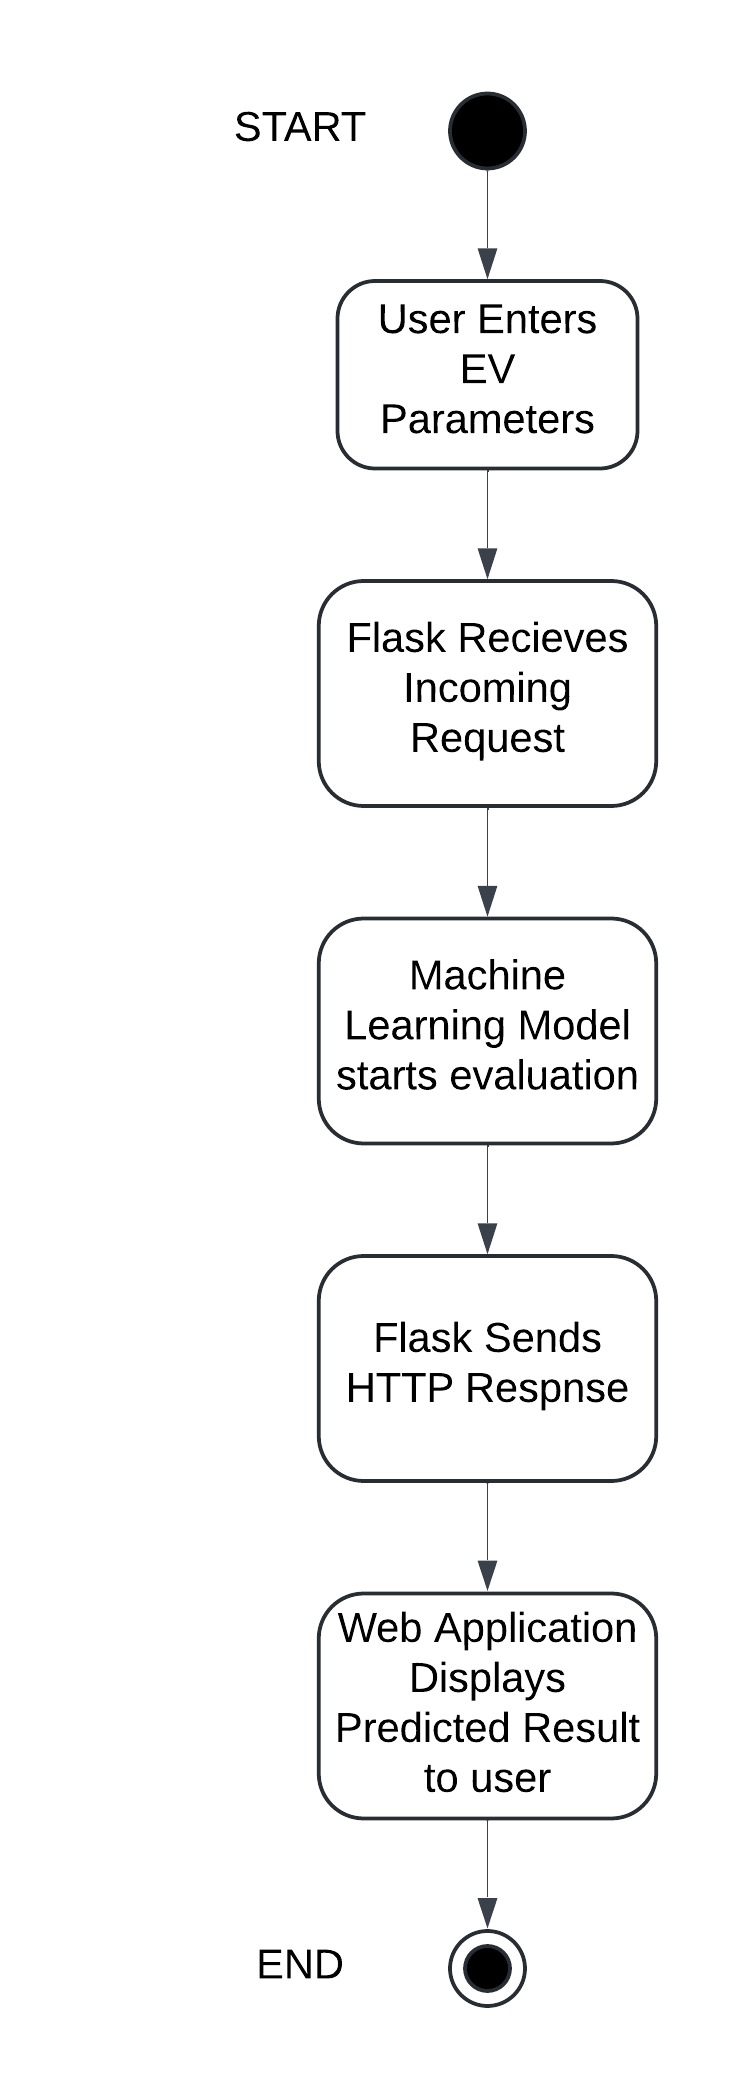 START
User Enters
EV
Parameters
Flask Recieves
Incoming
Request
Machine
Learning Model
starts evaluation
Flask Sends
HTTP Respnse
Web Application
Displays
Predicted Result
to user
END